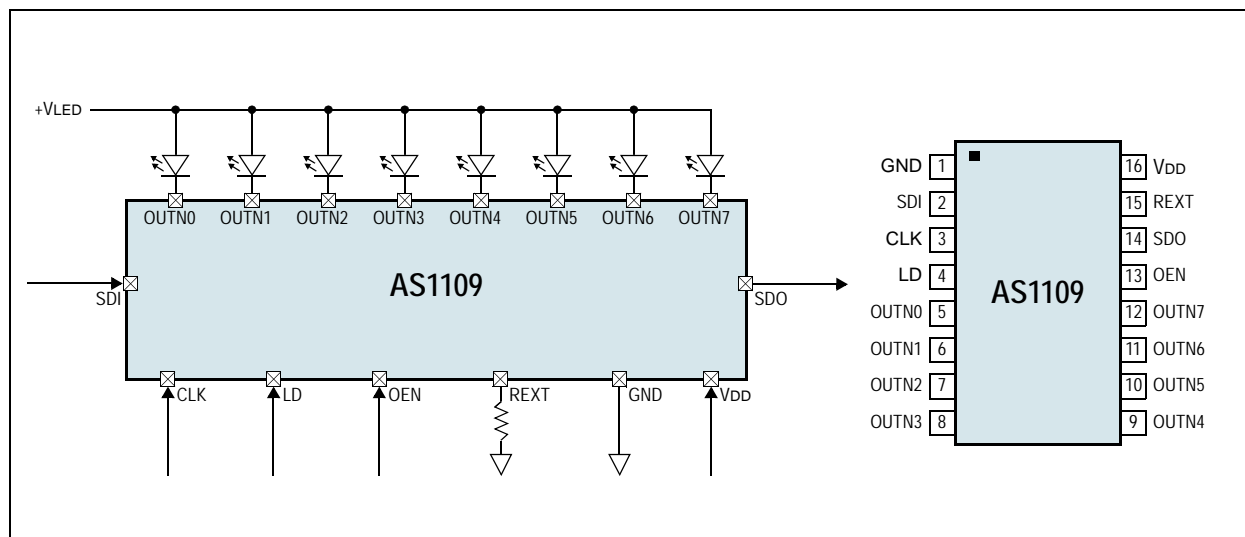 +VLED
OUTN0 OUTN1 OUTN2 OUTN3 OUTN4 OUTN5 OUTN6 OUTN7
SDI
AS1109
SDO
CLK LD OEN REXT GND VDD
GND 1 16 VDD
SDI 2 15 REXT
CLK 3 14 SDO
LD 4 13 OEN
AS1109
OUTN0 5 12 OUTN7
OUTN1 6 11 OUTN6
OUTN2 7 10 OUTN5
OUTN3 8 9 OUTN4